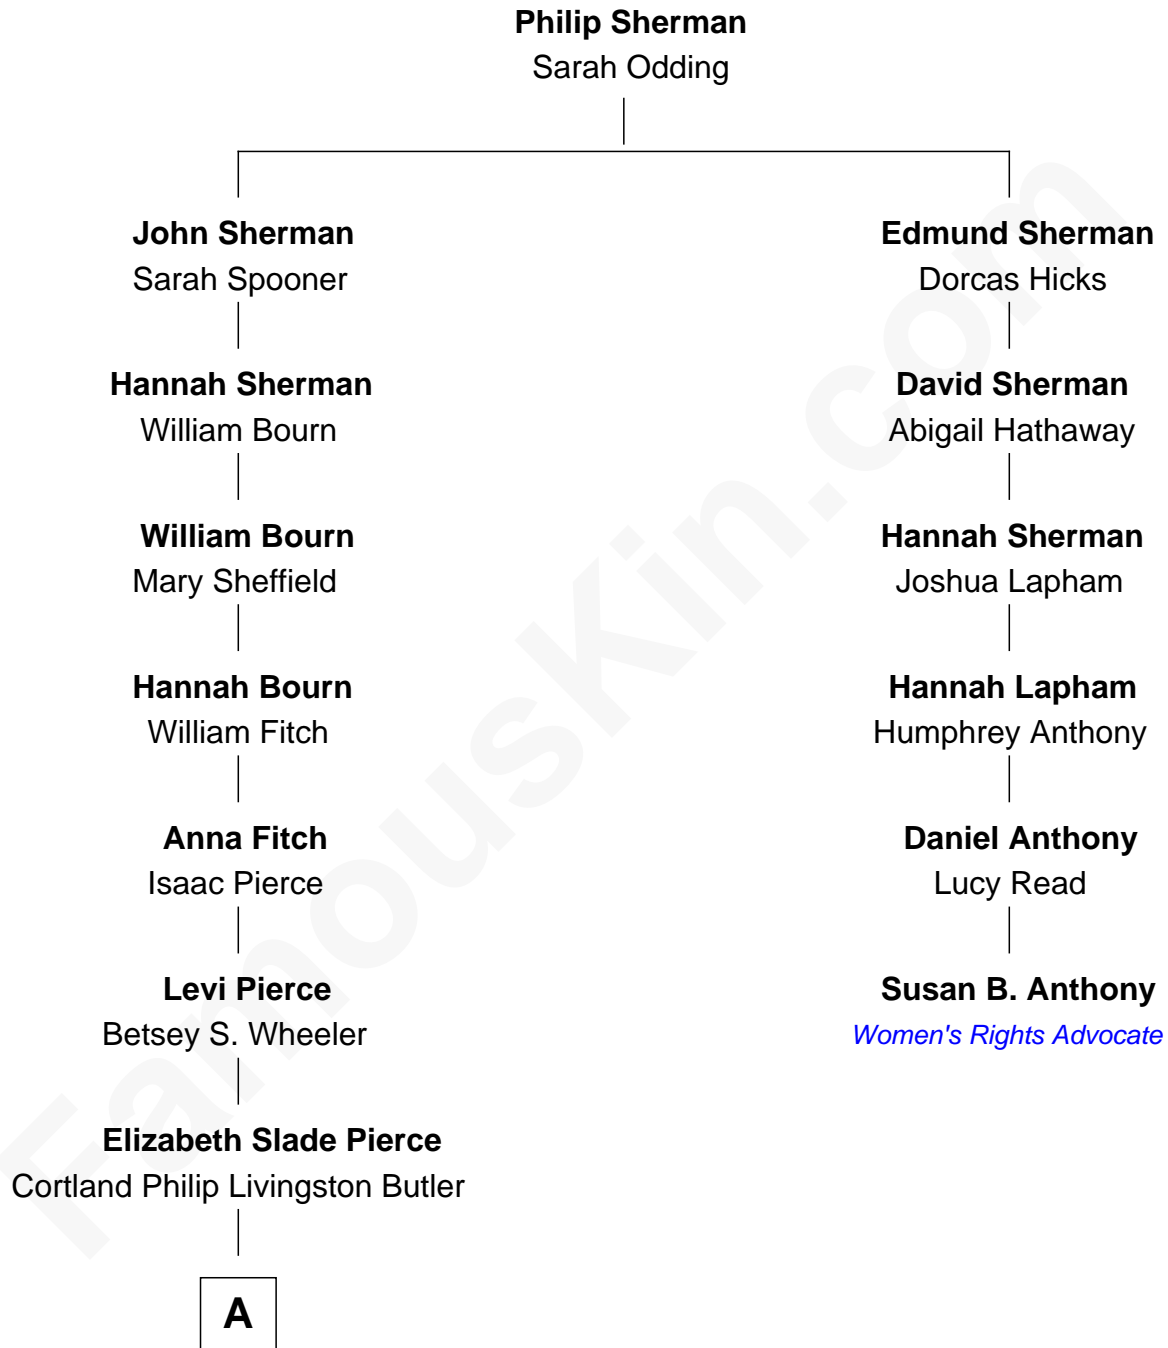 Philip Sherman
Sarah Odding
John Sherman
Sarah Spooner
Hannah Sherman
William Bourn
William Bourn
Mary Sheffield
Hannah Bourn
William Fitch
Anna Fitch
Isaac Pierce
Levi Pierce
Betsey S. Wheeler
Elizabeth Slade Pierce
Cortland Philip Livingston Butler
A
Edmund Sherman
Dorcas Hicks
David Sherman
Abigail Hathaway
Hannah Sherman
Joshua Lapham
Hannah Lapham
Humphrey Anthony
Daniel Anthony
Lucy Read
Susan B. Anthony
Women's Rights Advocate
FamousKin.com